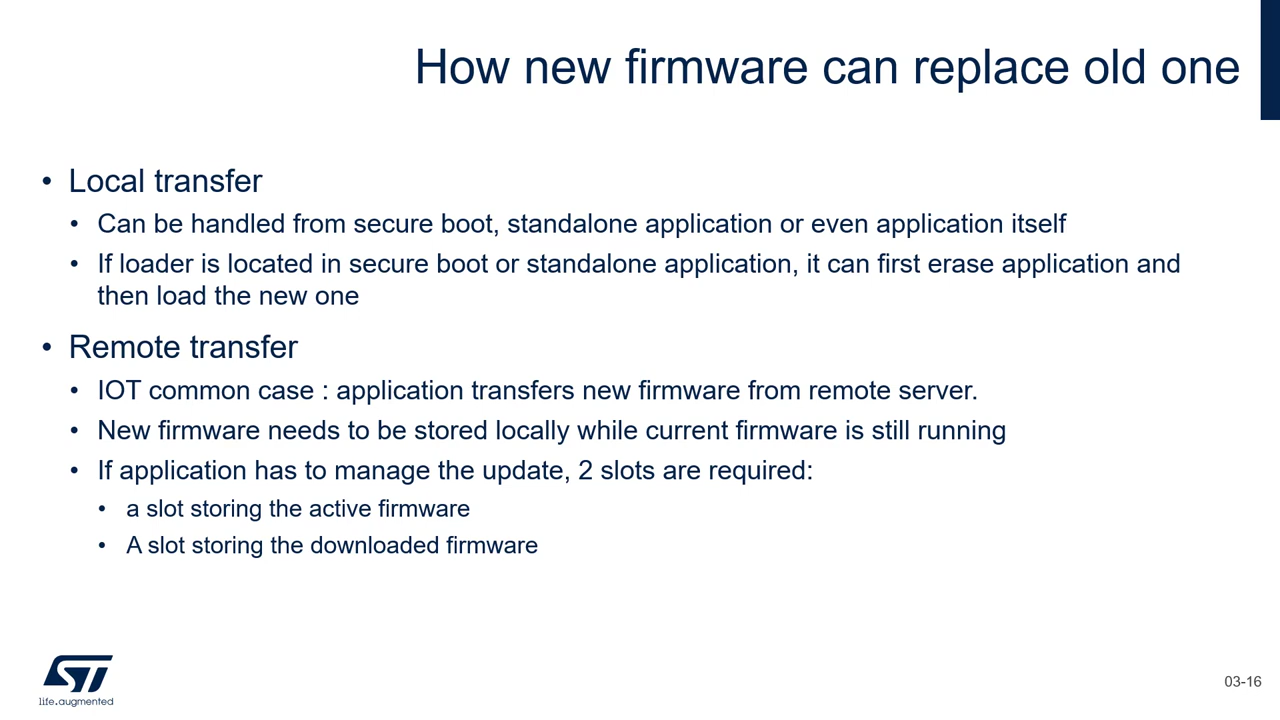 How new firmware can replace old one
• Local transfer
• Can be handled from secure boot, standalone application or even application itself
• If loader is located in secure boot or standalone application, it can first erase application and
then load the new one
• Remote transfer
• IOT common case : application transfers new firmware from remote server.
• New firmware needs to be stored locally while current firmware is still running
• If application has to manage the update, 2 slots are required:
• a slot storing the active firmware
• A slot storing the downloaded firmware
ST
life.augmented
03-16